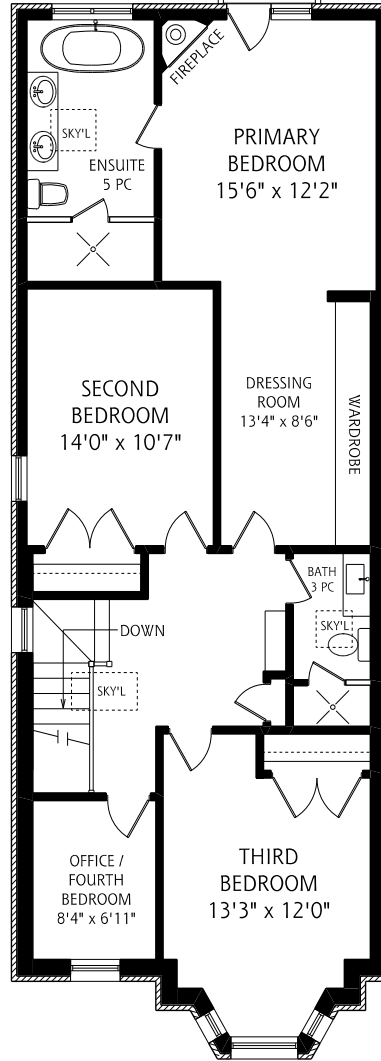 FIREPLACE
SKY'L
ENSUITE
5 PC
PRIMARY
BEDROOM
15'6" x 12'2"
SECOND
BEDROOM
14'0" x 10'7"
DRESSING
ROOM
13'4" x 8'6"
WARDROBE
BATH
3 PC
SKY'L
DOWN
SKY'L
OFFICE /
FOURTH
BEDROOM
8'4" x 6'11"
THIRD
BEDROOM
13'3" x 12'0"